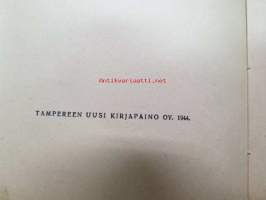 antikvariaatti.net
TAMPEREEN UUSI KIRJAPAINO OY. 1944.